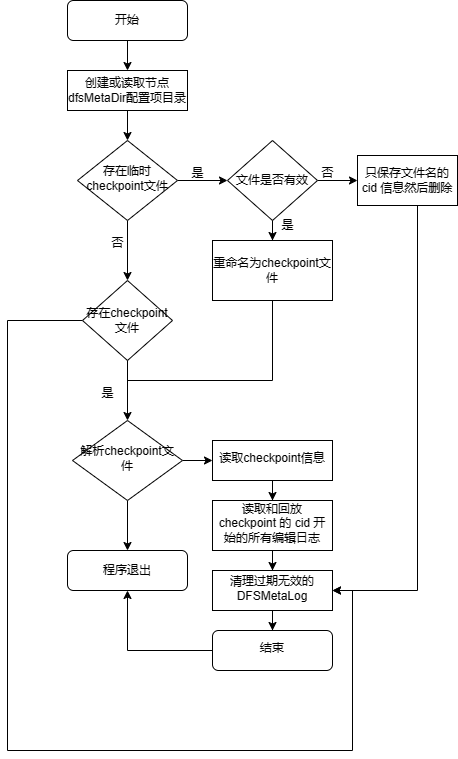 开始
创建或读取节点
dfsMetaDir配置项目录
存在临时
checkpoint文件
是
文件是否有效
否
只保存文件名的
cid 信息然后删除
否
是
重命名为checkpoint文
件
存在checkpoint
文件
是
解析checkpoint文
件
读取checkpoint信息
读取和回放
checkpoint 的 cid 开
始的所有编辑日志
程序退出
清理过期无效的
DFSMetaLog
结束